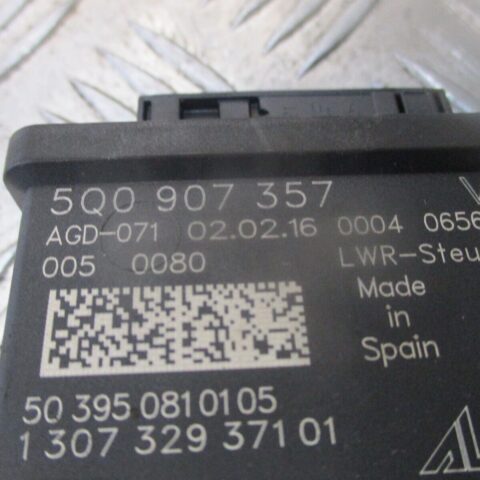 5Q0 907 357
AGD-071 02.02.16 0004 0656
005 0080 LWR-Steu
Made
in
Spain
50 395 081 01 05
1 307 329 371 01